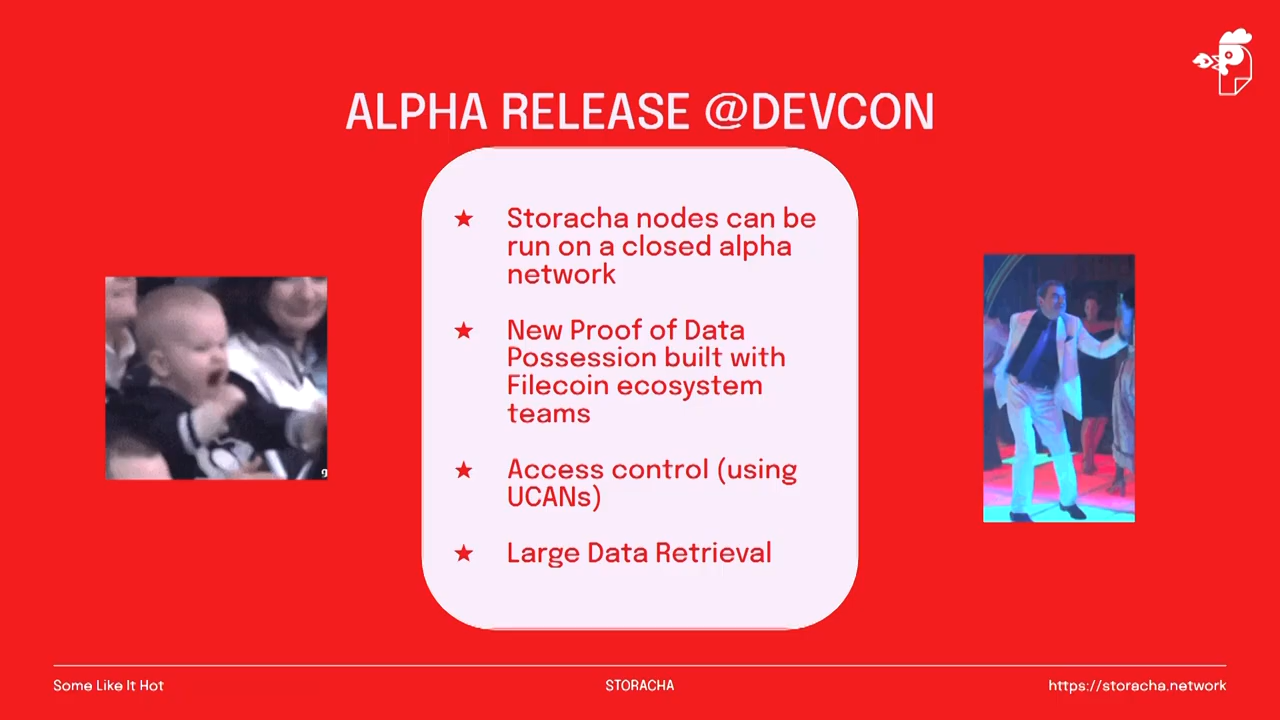 ALPHA RELEASE @DEVCON
★ Storacha nodes can be
run on a closed alpha
network
★ New Proof of Data
Possession built with
Filecoin ecosystem
teams
★ Access control (using
UCANs)
★ Large Data Retrieval
g
Some Like It Hot
STORACHA
https://storacha.network